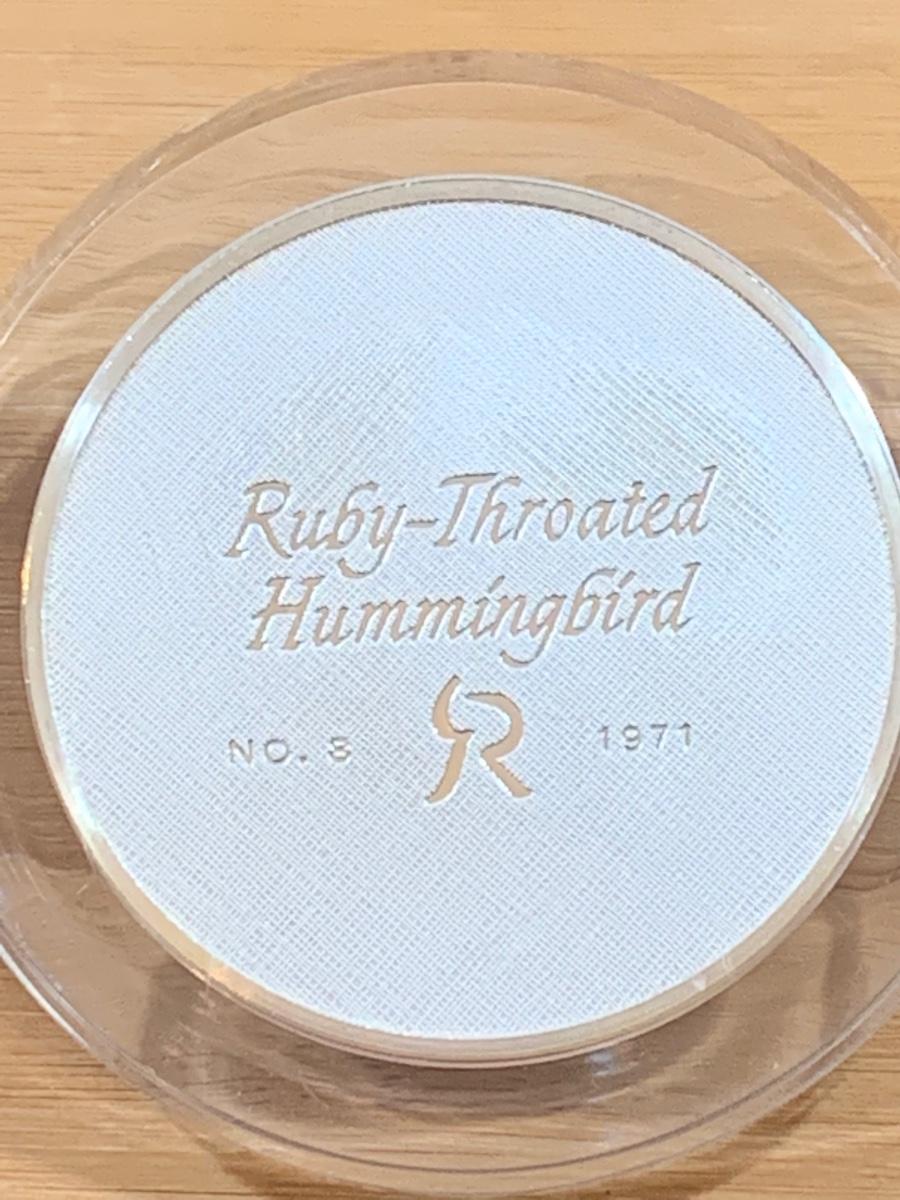 Ruby-Throated
Hummingbird
NO. 8 R 1971